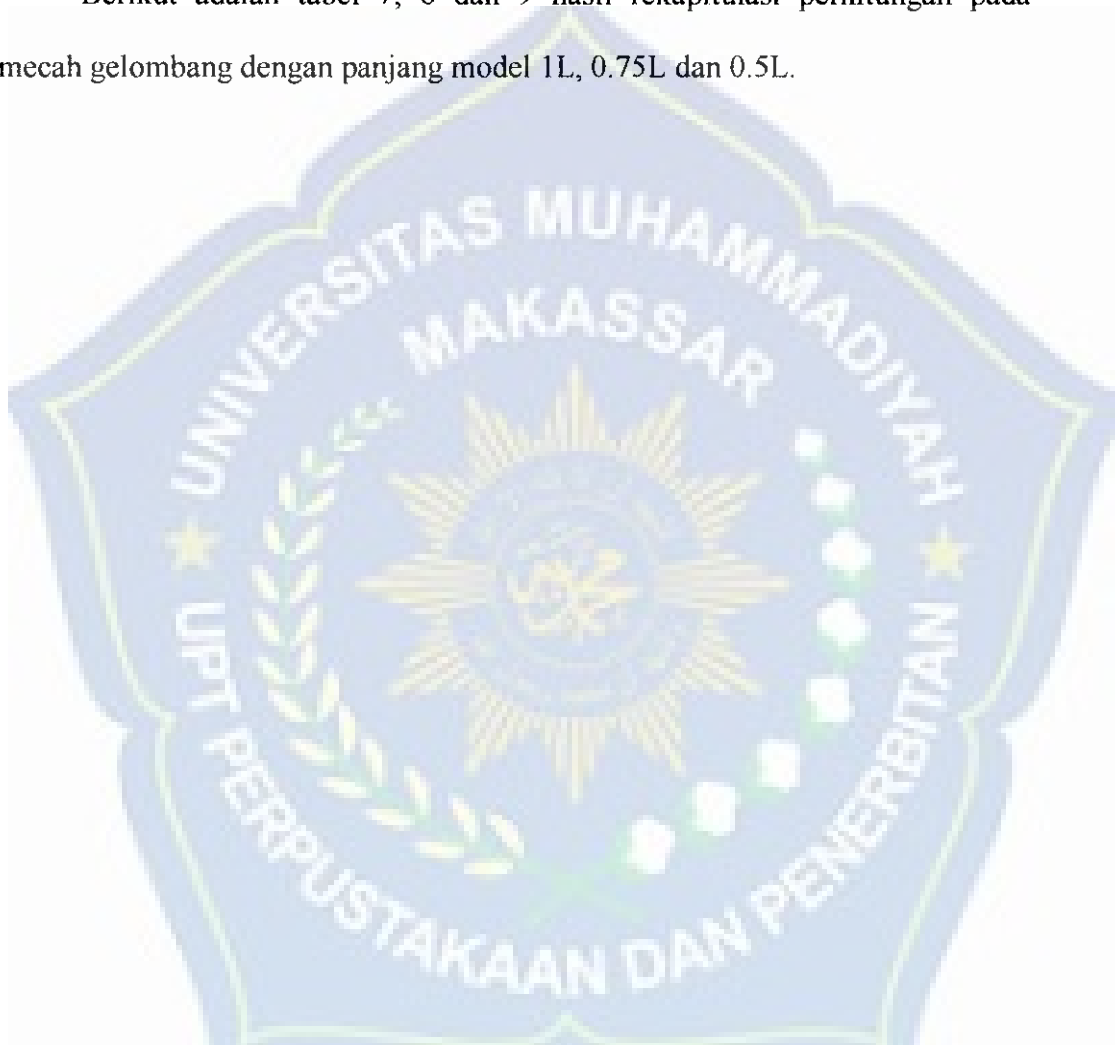 Berikut adalah tabel 7, 8 dan 9 hasil rekapitulasi perhitungan pada
mecah gelombang dengan panjang model 1L, 0.75L dan 0.5L.
UNIVERSITAS MUHAMMADIYAH
MAKASSAR
UPT PERPUSTAKAAN DAN PENERBITAN